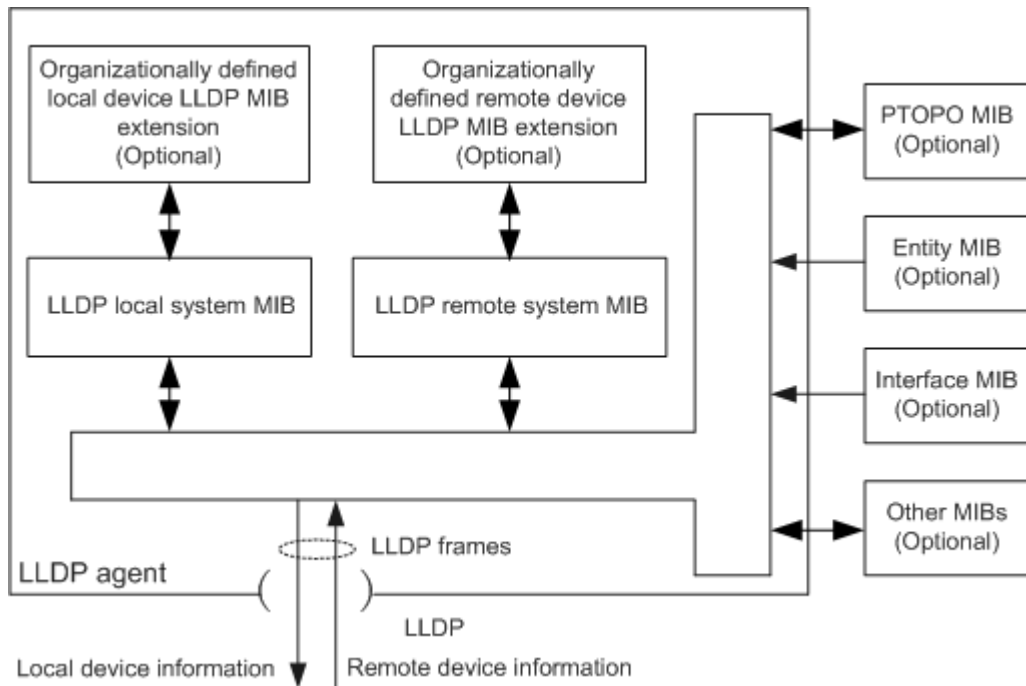 Organizationally defined
local device LLDP MIB
extension
(Optional)
Organizationally
defined remote device
LLDP MIB extension
(Optional)
PTOPO MIB
(Optional)
Entity MIB
(Optional)
LLDP local system MIB
LLDP remote system MIB
Interface MIB
(Optional)
Other MIBs
(Optional)
LLDP frames
LLDP agent
LLDP
Local device information
Remote device information